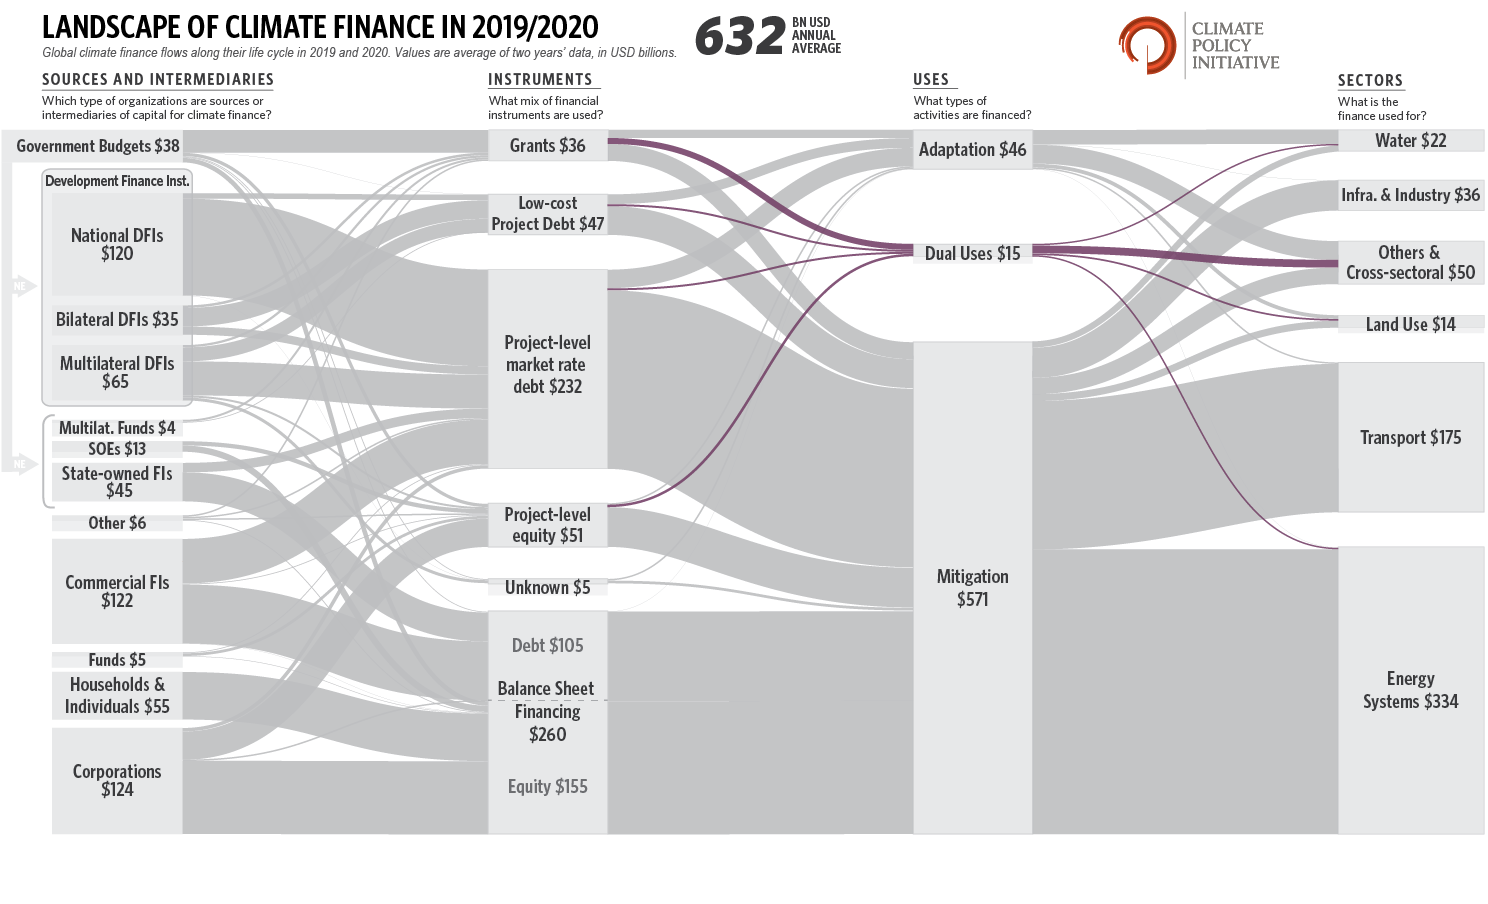 LANDSCAPE OF CLIMATE FINANCE IN 2019/2020
Global climate finance flows along their life cycle in 2019 and 2020. Values are average of two years’ data, in USD billions.
632
BN USD
ANNUAL
AVERAGE
CLIMATE
POLICY
INITIATIVE
SOURCES AND INTERMEDIARIES
Which type of organizations are sources or
intermediaries of capital for climate finance?
Government Budgets $38
Development Finance Inst.
National DFIs
$120
NE
Bilateral DFIs $35
Multilateral DFIs
$65
Multilat. Funds $4
SOEs $13
NE
State-owned FIs
$45
Other $6
Commercial FIs
$122
Funds $5
Households &
Individuals $55
Corporations
$124
INSTRUMENTS
What mix of financial
instruments are used?
Grants $36
Low-cost
Project Debt $47
Project-level
market rate
debt $232
Project-level
equity $51
Unknown $5
Debt $105
Balance Sheet
Financing
$260
Equity $155
USES
What types of
activities are financed?
Adaptation $46
Dual Uses $15
Mitigation
$571
SECTORS
What is the
finance used for?
Water $22
Infra. & Industry $36
Others &
Cross-sectoral $50
Land Use $14
Transport $175
Energy
Systems $334